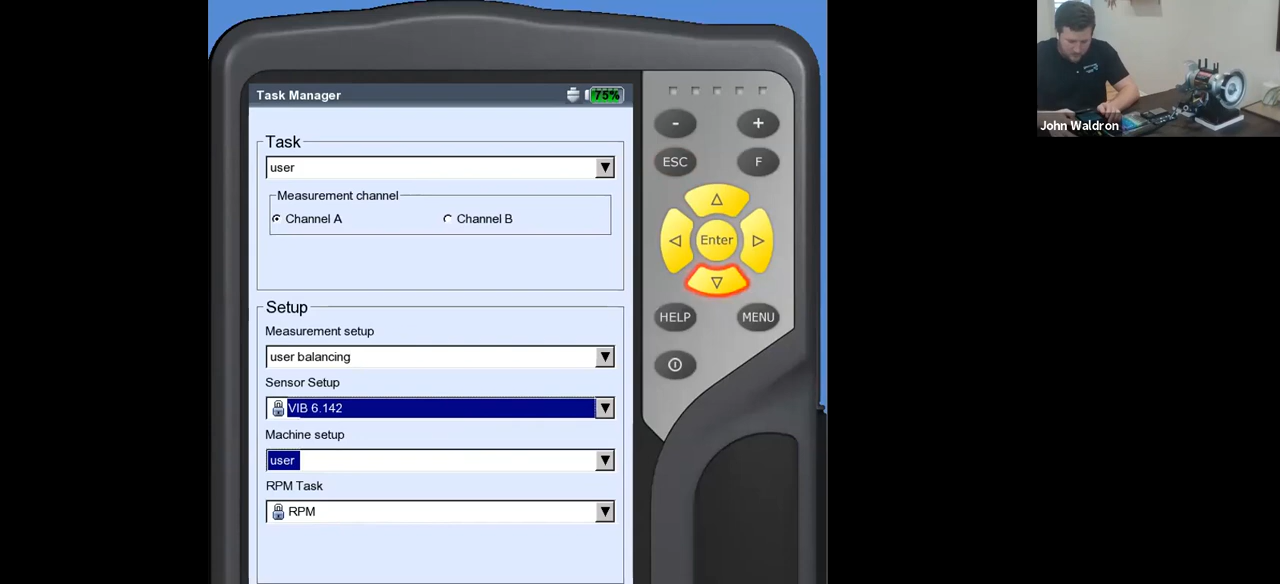 Task Manager
75%
Task
user
Measurement channel
Channel A
Channel B
Setup
Measurement setup
user balancing
Sensor Setup
VIB 6.142
Machine setup
user
RPM Task
RPM
-
+
ESC
F
Enter
HELP
MENU
John Waldron